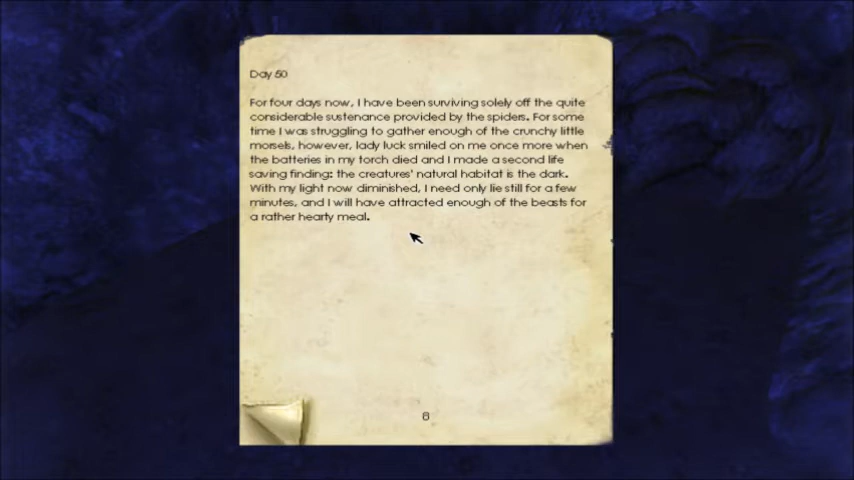 Day 50
For four days now, I have been surviving solely off the quite
considerable sustenance provided by the spiders. For some
time I was struggling to gather enough of the crunchy little
morsels, however, lady luck smiled on me once more when
the batteries in my torch died and I made a second life
saving finding: the creatures' natural habitat is the dark.
With my light now diminished, I need only lie still for a few
minutes, and I will have attracted enough of the beasts for
a rather hearty meal.
8